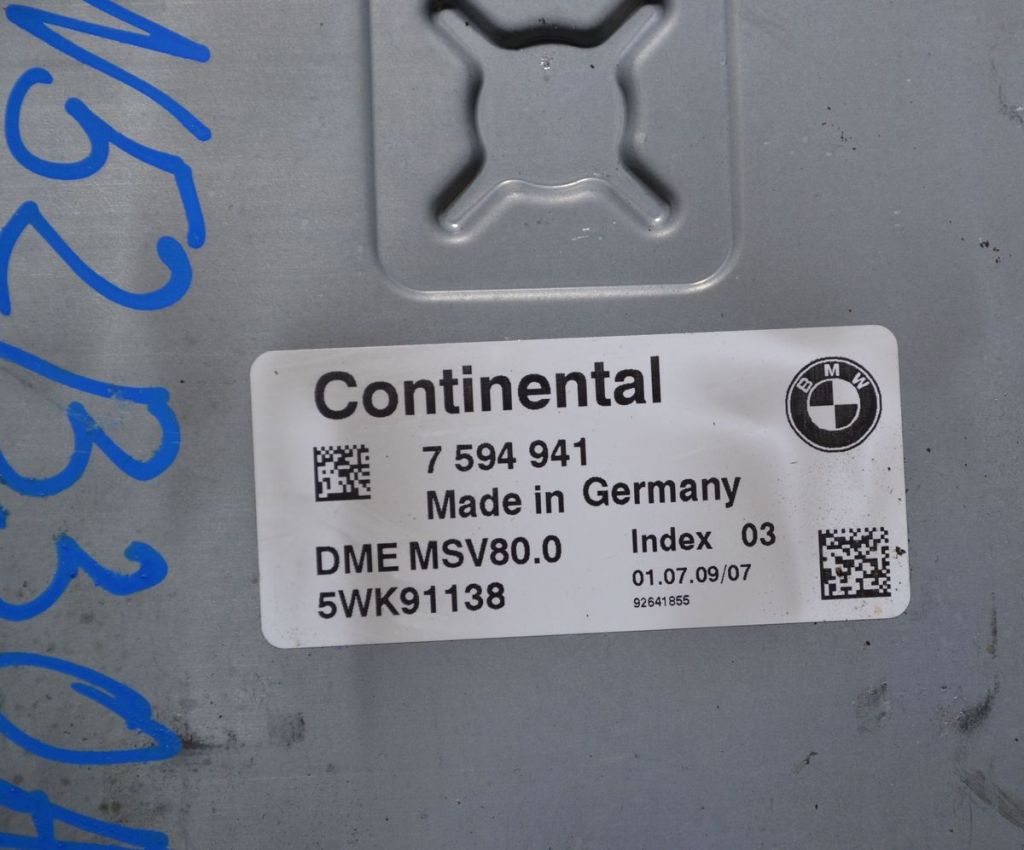 N52B30A
Continental
BMW
7 594 941
Made in Germany
DME MSV80.0
5WK91138
Index 03
01.07.09/07
92641855